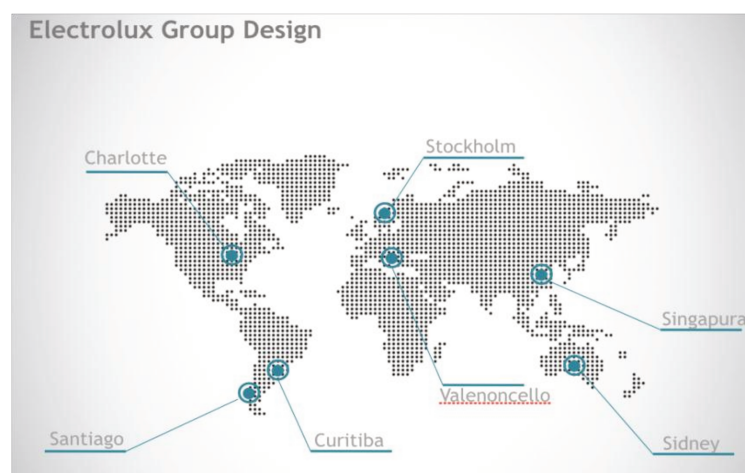 Electrolux Group Design
Stockholm
Charlotte
Singapura
Valenoncello
Santiago
Curitiba
Sidney